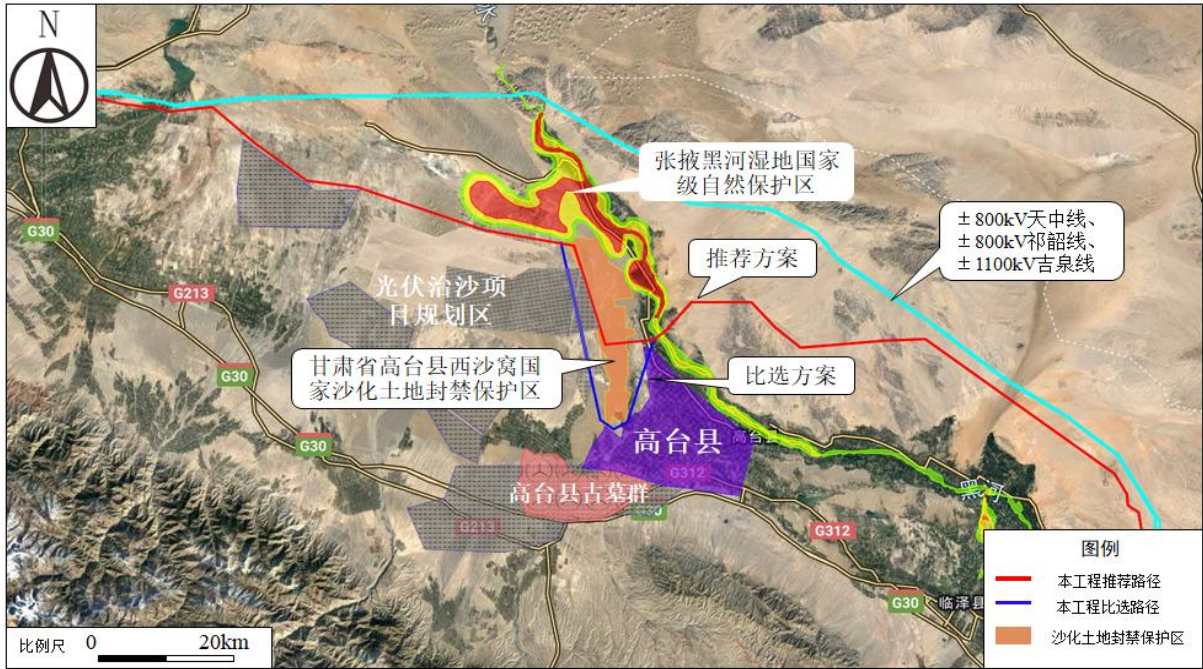 N
水
张掖黑河湿地国家
级自然保护区
±800kV天中线、
±800kV祁韶线、
±1100kV吉泉线
G30
推荐方案
G213
光伏治沙项
目规划区
甘肃省高台县西沙窝国
家沙化土地封禁保护区
比选方案
G30
高台县
高台县
G30
G312
高台县古墓群
G30
G213
黑河
G312
图例
本工程推荐路径
本工程比选路径
沙化土地封禁保护区
G30
临泽县
比例尺 0 20km